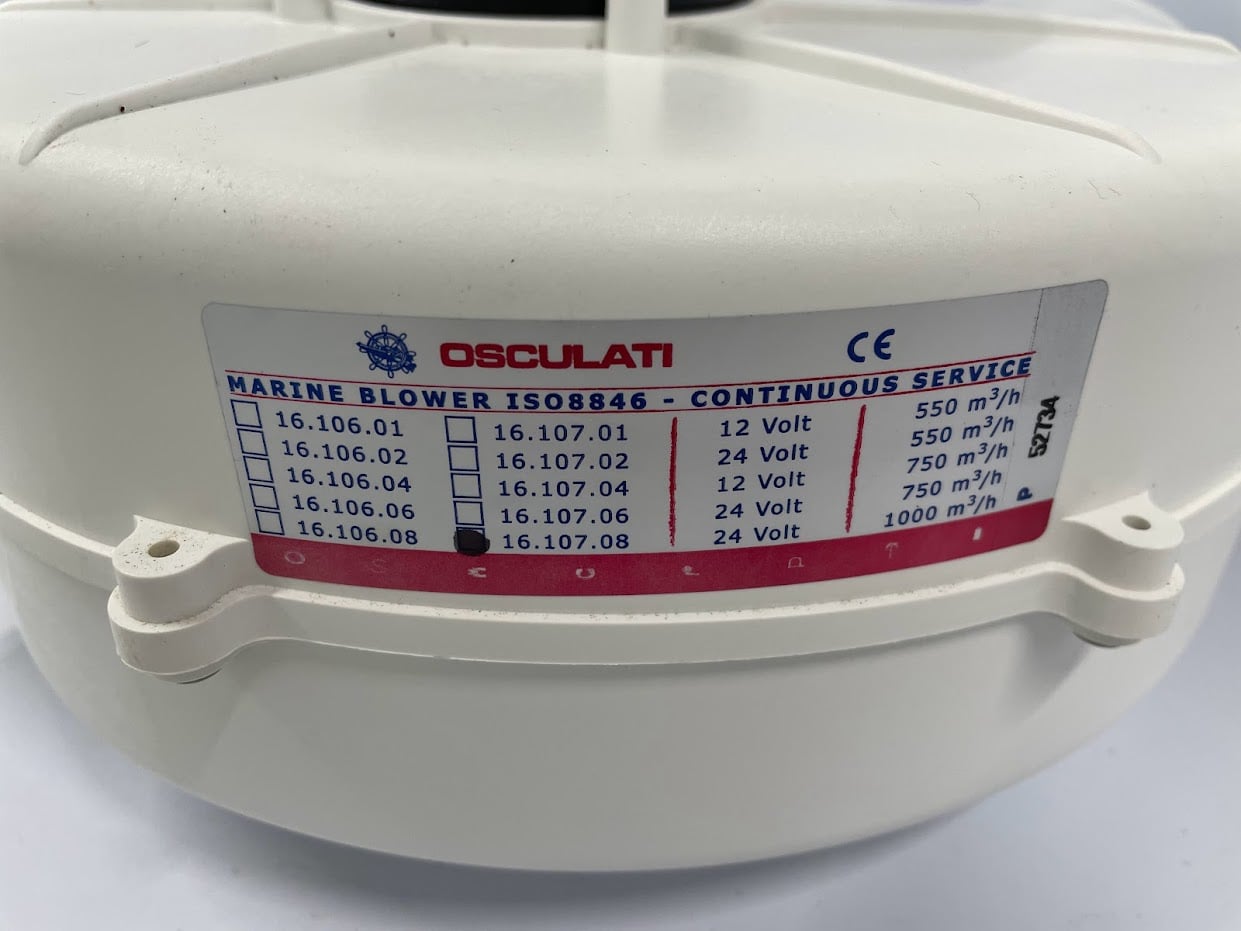 OSCULATI CE
MARINE BLOWER ISO8846 - CONTINUOUS SERVICE
16.106.01 16.107.01 12 Volt 550 m³/h
16.106.02 16.107.02 24 Volt 550 m³/h
16.106.04 16.107.04 12 Volt 750 m³/h
16.106.06 16.107.06 24 Volt 750 m³/h
16.106.08 16.107.08 24 Volt 1000 m³/h
P 52734
O S C U L A T I